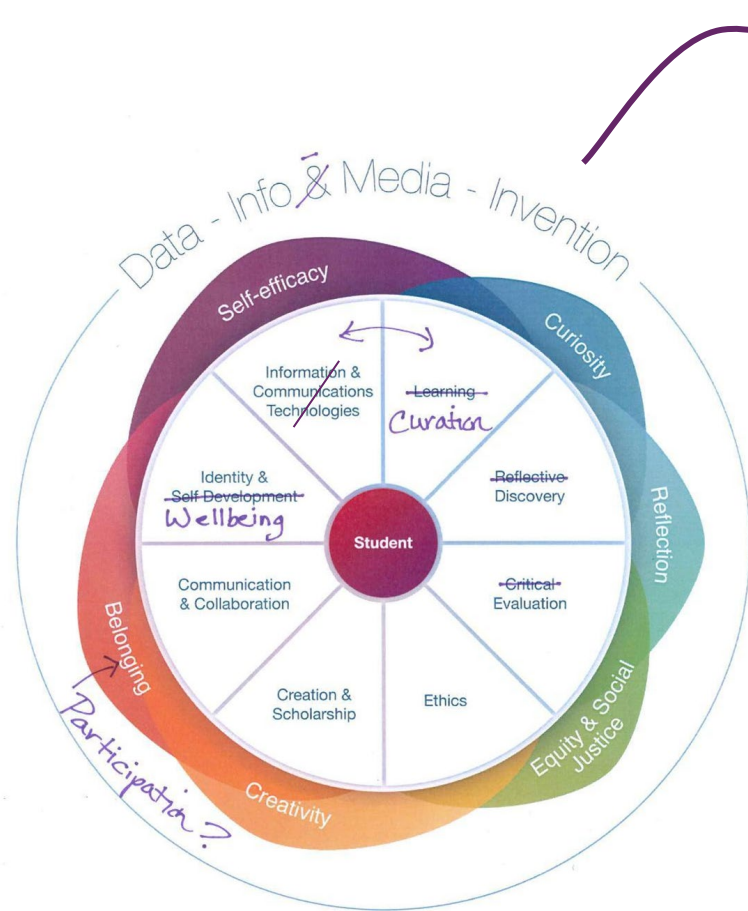 Data - Info & Media - Invention
Self-efficacy
Curiosity
Information &
Communications
Technologies
Learning
Curation
Identity &
Self Development
Wellbeing
Reflective
Discovery
Student
Reflection
Communication
& Collaboration
Critical
Evaluation
Belonging
Participation?
Creation &
Scholarship
Ethics
Equity & Social
Justice
Creativity